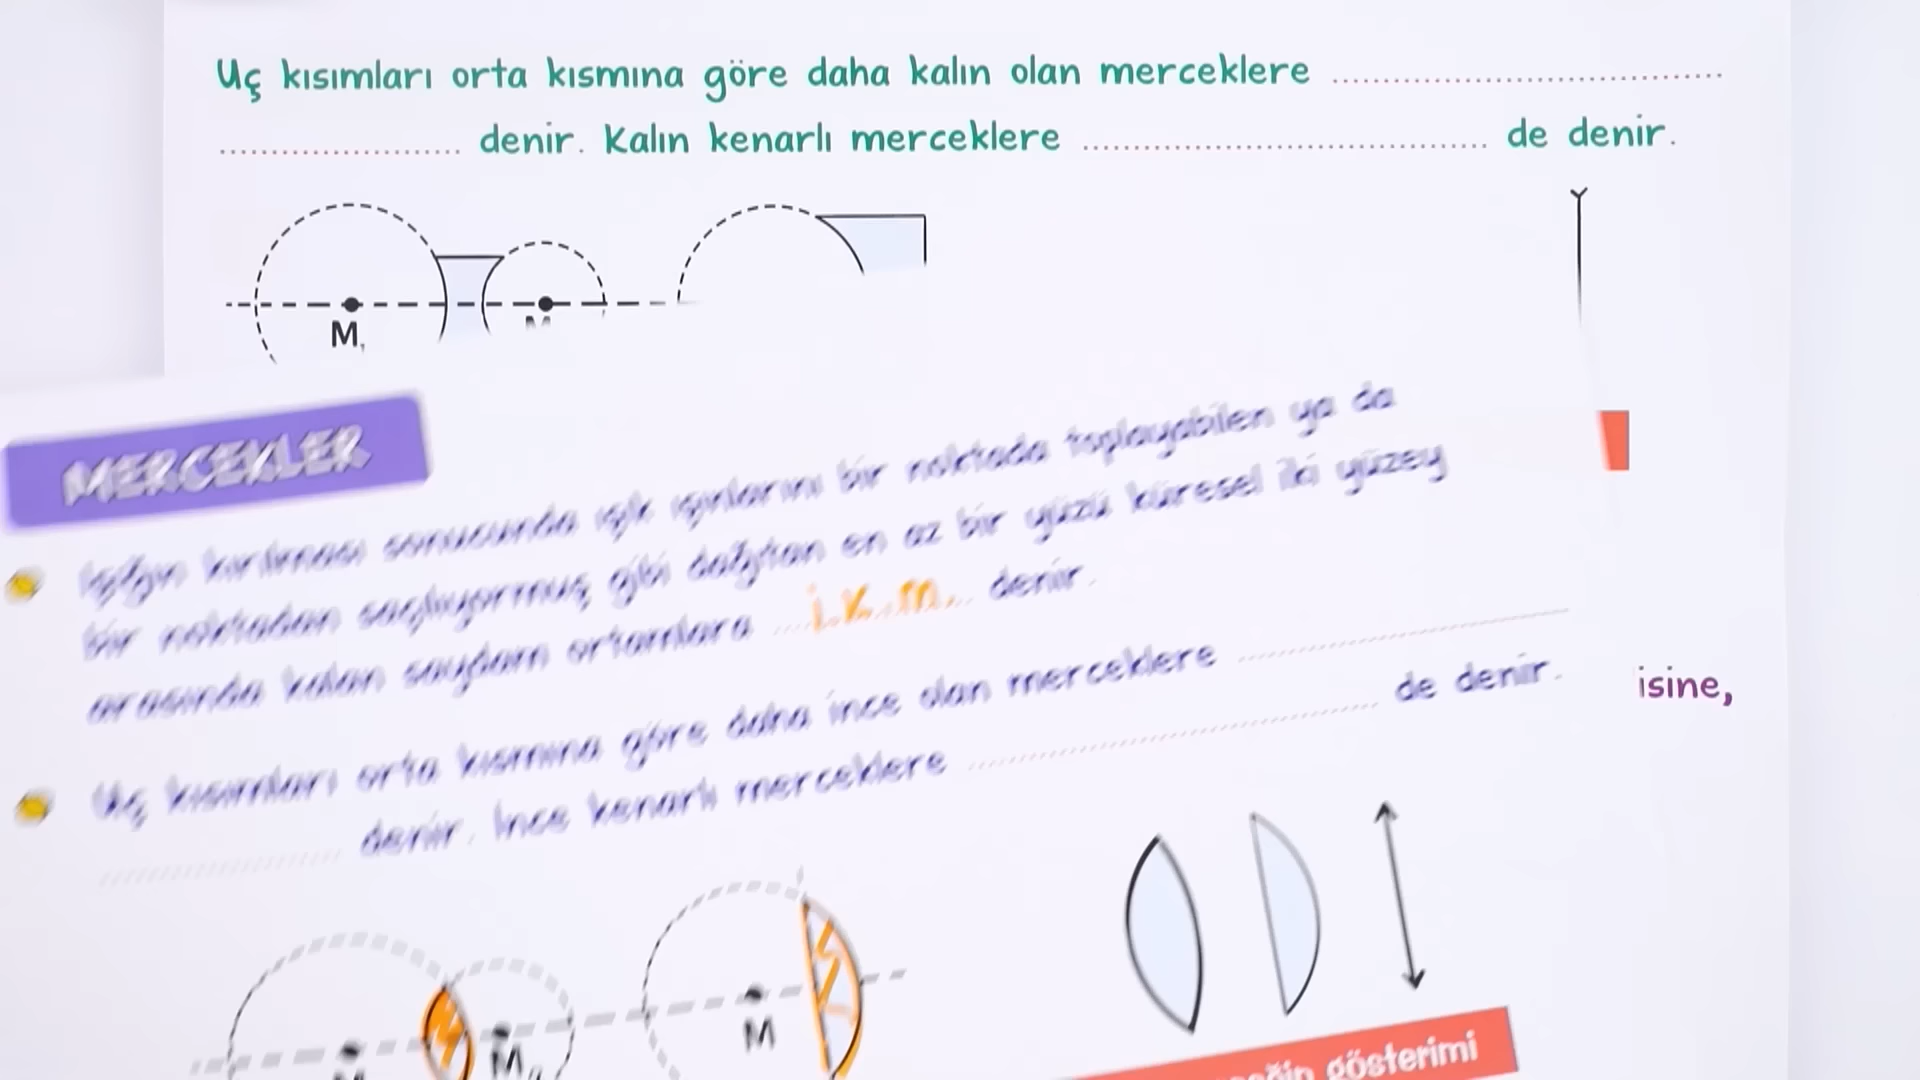 Uç kısımları orta kısmına göre daha kalın olan merceklere ....................
.................... denir. Kalın kenarlı merceklere .................... de denir.
M₁
MERCEKLER
Işığın kırılması sonucunda ışık ışınlarını bir noktada toplayabilen ya da
bir noktadan saçılıyormuş gibi dağıtan en az bir yüzü küresel iki yüzey
arasında kalan saydam ortamlara ....İ.K.M.... denir.
isine,
Uç kısımları orta kısmına göre daha ince olan merceklere ....................
.................... denir. İnce kenarlı merceklere .................... de denir.
M
M
gösterimi